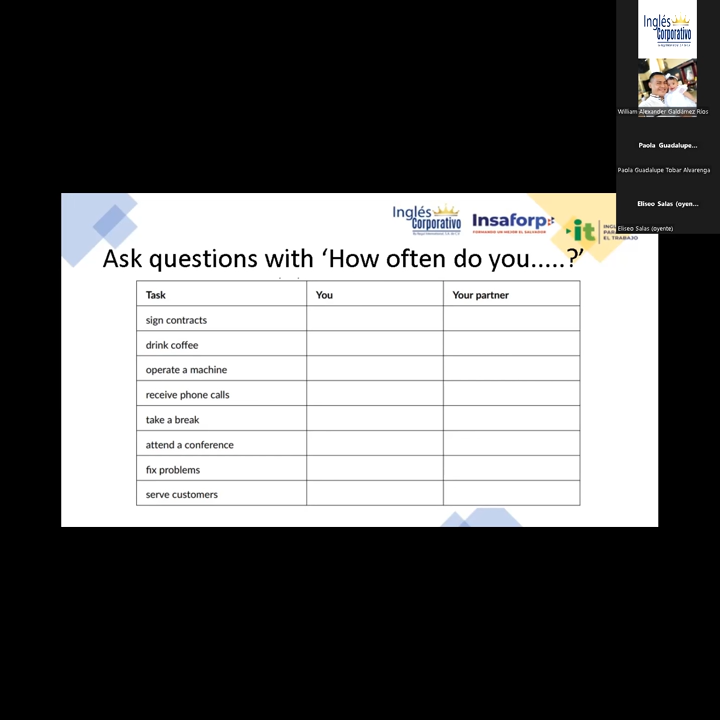 Inglés
Corporativo
William Alexander Galdámez Ríos
Paola Guadalupe...
Paola Guadalupe Tobar Alvarenga
Eliseo Salas (oyen...
Eliseo Salas (oyente)
Inglés
Corporativo
Insaforp
FORMANDO UN MEJOR EL SALVADOR
it
PARA
EL TRABAJO
Ask questions with ‘How often do you.....?’
Task You Your partner
sign contracts
drink coffee
operate a machine
receive phone calls
take a break
attend a conference
fix problems
serve customers